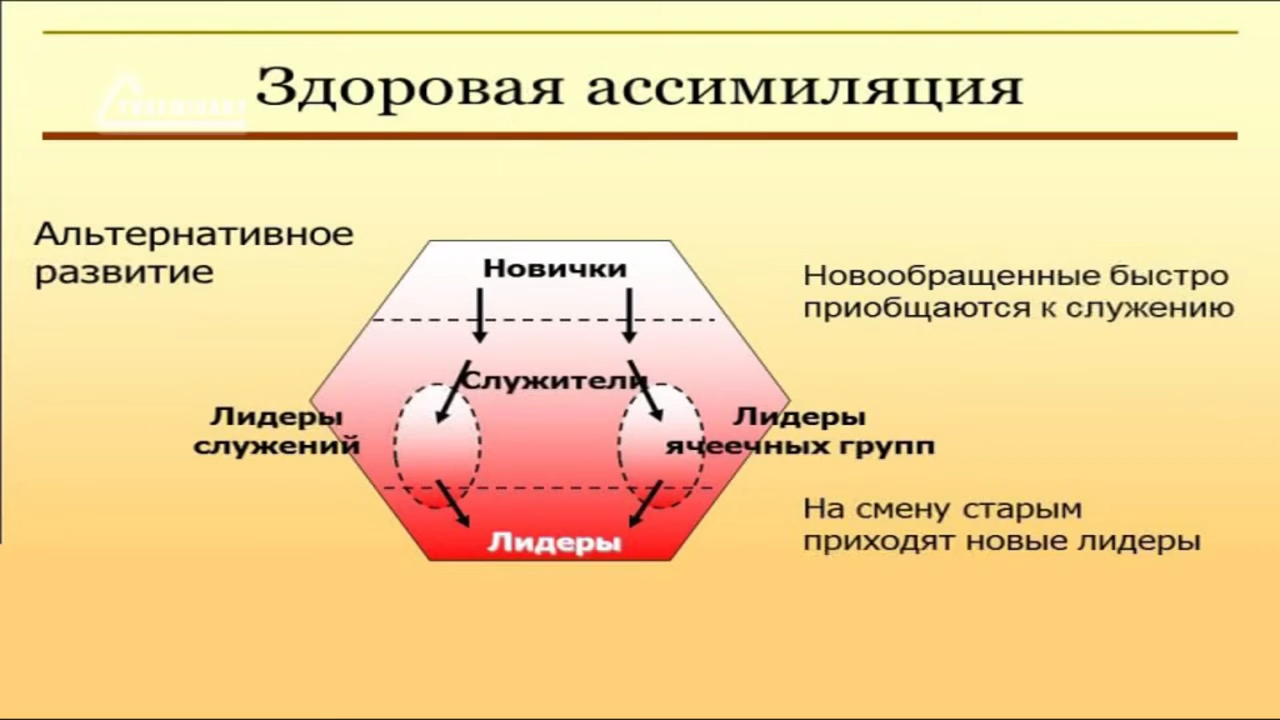 Здоровая ассимиляция
Альтернативное
развитие
Новички
Новообращенные быстро
приобщаются к служению
Служители
Лидеры
служений
Лидеры
ячеечных групп
На смену старым
приходят новые лидеры
Лидеры